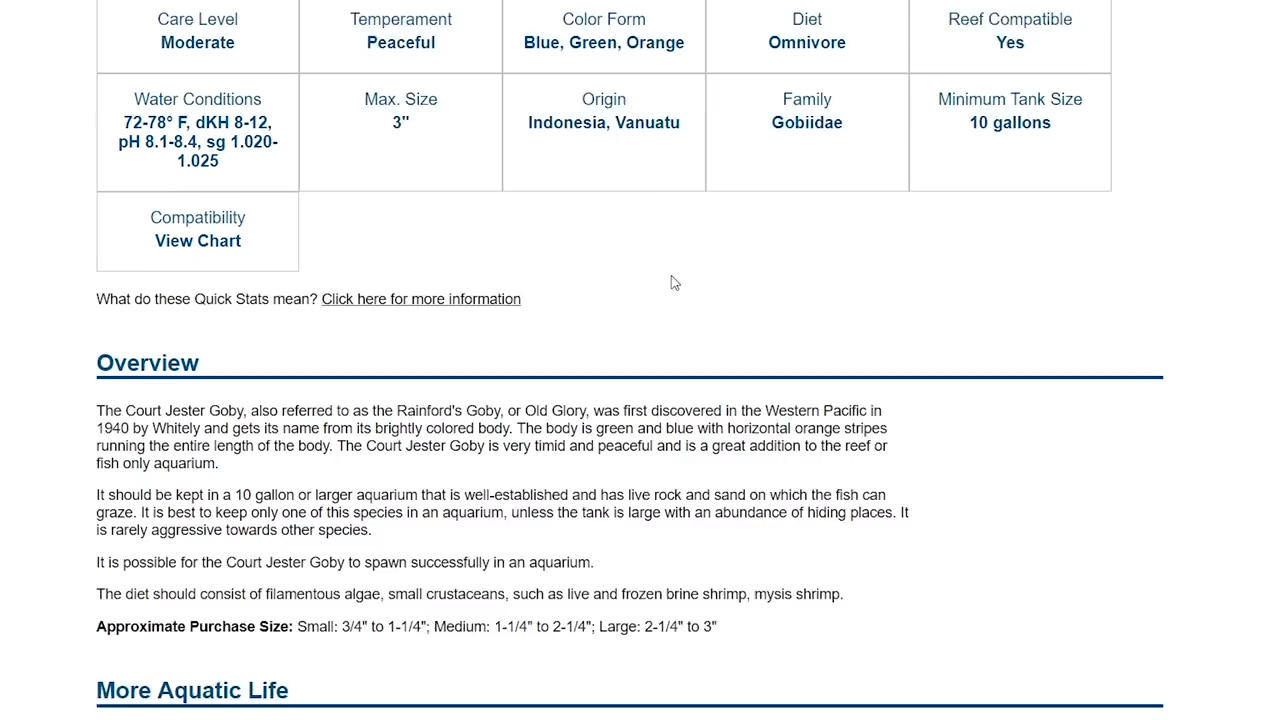 Care Level
Moderate
Temperament
Peaceful
Color Form
Blue, Green, Orange
Diet
Omnivore
Reef Compatible
Yes
Water Conditions
72-78° F, dKH 8-12,
pH 8.1-8.4, sg 1.020-
1.025
Max. Size
3"
Origin
Indonesia, Vanuatu
Family
Gobiidae
Minimum Tank Size
10 gallons
Compatibility
View Chart
What do these Quick Stats mean? Click here for more information
Overview
The Court Jester Goby, also referred to as the Rainford's Goby, or Old Glory, was first discovered in the Western Pacific in
1940 by Whitely and gets its name from its brightly colored body. The body is green and blue with horizontal orange stripes
running the entire length of the body. The Court Jester Goby is very timid and peaceful and is a great addition to the reef or
fish only aquarium.
It should be kept in a 10 gallon or larger aquarium that is well-established and has live rock and sand on which the fish can
graze. It is best to keep only one of this species in an aquarium, unless the tank is large with an abundance of hiding places. It
is rarely aggressive towards other species.
It is possible for the Court Jester Goby to spawn successfully in an aquarium.
The diet should consist of filamentous algae, small crustaceans, such as live and frozen brine shrimp, mysis shrimp.
Approximate Purchase Size: Small: 3/4" to 1-1/4"; Medium: 1-1/4" to 2-1/4"; Large: 2-1/4" to 3"
More Aquatic Life